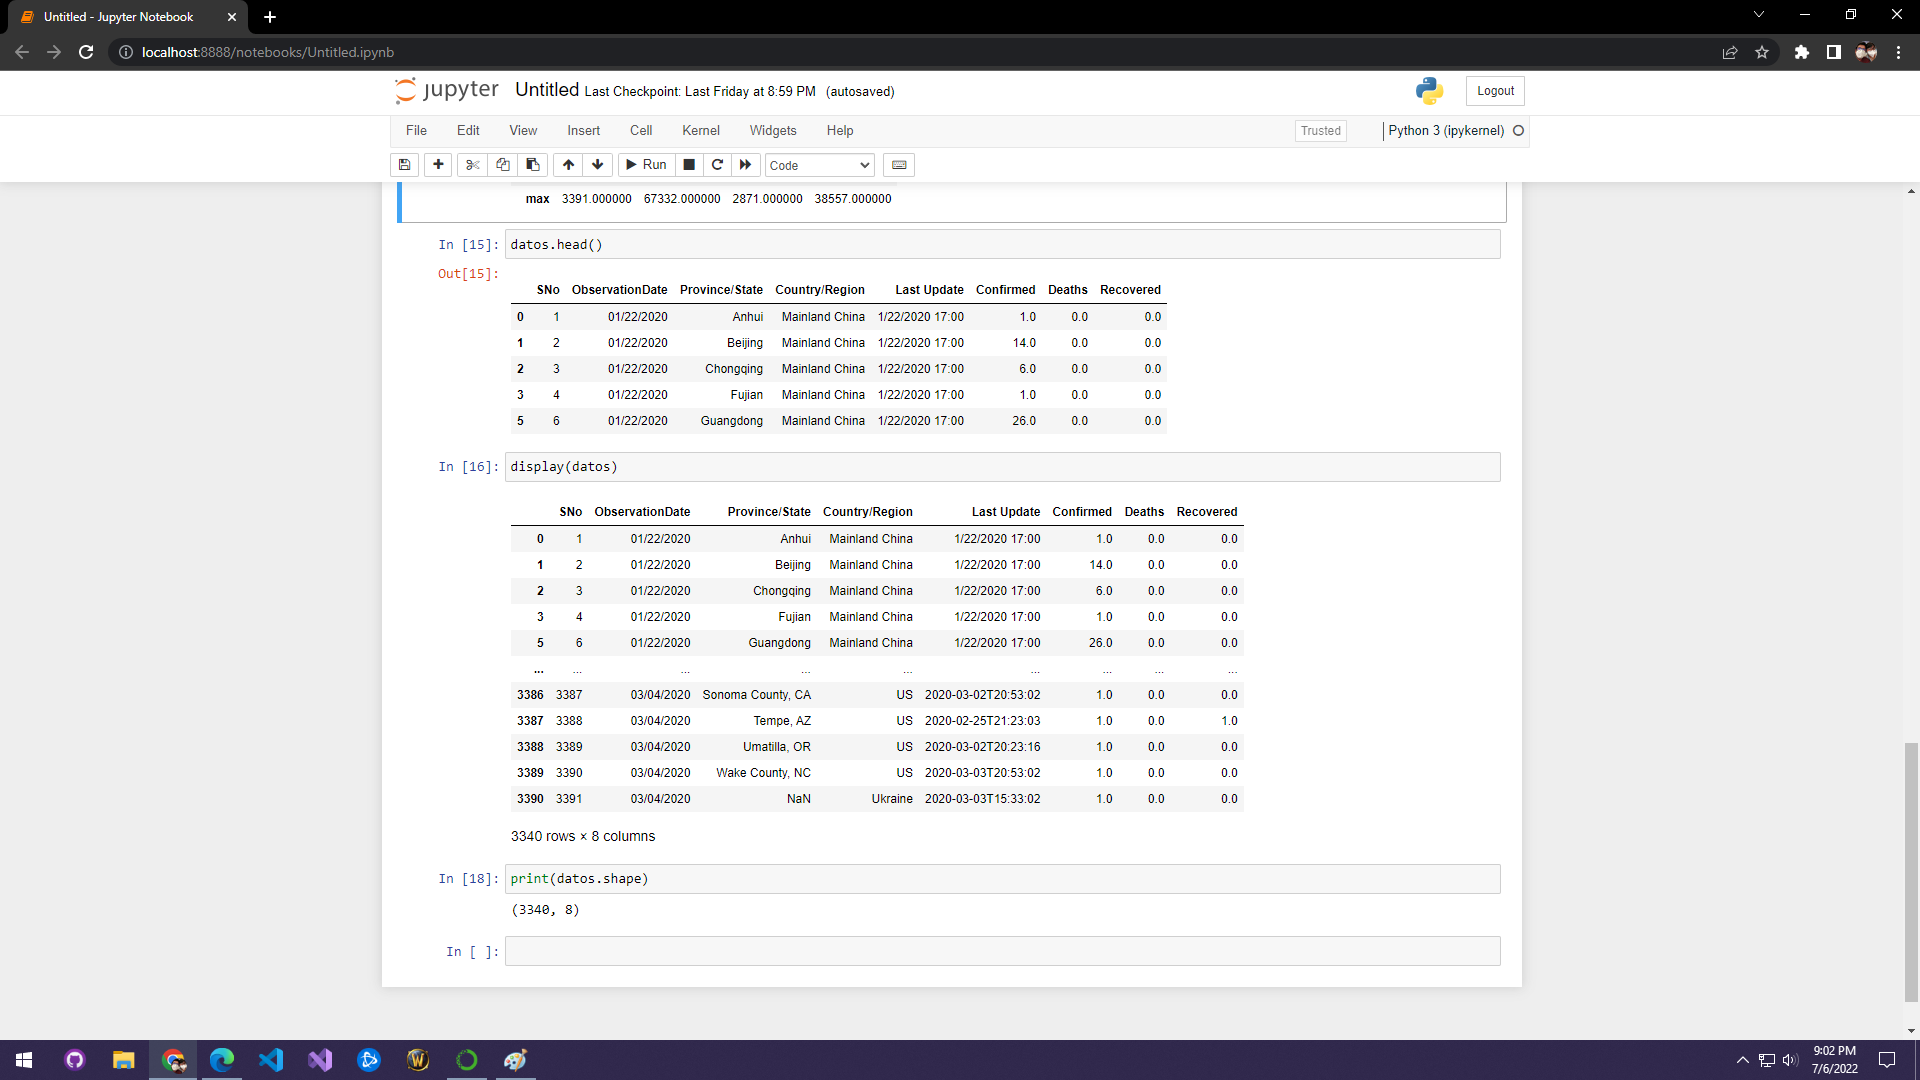 Untitled - Jupyter Notebook
localhost:8888/notebooks/Untitled.ipynb
jupyter Untitled Last Checkpoint: Last Friday at 8:59 PM (autosaved) Logout
File Edit View Insert Cell Kernel Widgets Help Trusted Python 3 (ipykernel)
Run Code
max 3391.000000 67332.000000 2871.000000 38557.000000
In [15]: datos.head()
Out[15]:
SNo ObservationDate Province/State Country/Region Last Update Confirmed Deaths Recovered
0 1 01/22/2020 Anhui Mainland China 1/22/2020 17:00 1.0 0.0 0.0
1 2 01/22/2020 Beijing Mainland China 1/22/2020 17:00 14.0 0.0 0.0
2 3 01/22/2020 Chongqing Mainland China 1/22/2020 17:00 6.0 0.0 0.0
3 4 01/22/2020 Fujian Mainland China 1/22/2020 17:00 1.0 0.0 0.0
5 6 01/22/2020 Guangdong Mainland China 1/22/2020 17:00 26.0 0.0 0.0
In [16]: display(datos)
SNo ObservationDate Province/State Country/Region Last Update Confirmed Deaths Recovered
0 1 01/22/2020 Anhui Mainland China 1/22/2020 17:00 1.0 0.0 0.0
1 2 01/22/2020 Beijing Mainland China 1/22/2020 17:00 14.0 0.0 0.0
2 3 01/22/2020 Chongqing Mainland China 1/22/2020 17:00 6.0 0.0 0.0
3 4 01/22/2020 Fujian Mainland China 1/22/2020 17:00 1.0 0.0 0.0
5 6 01/22/2020 Guangdong Mainland China 1/22/2020 17:00 26.0 0.0 0.0
... ... ... ... ... ... ... ... ...
3386 3387 03/04/2020 Sonoma County, CA US 2020-03-02T20:53:02 1.0 0.0 0.0
3387 3388 03/04/2020 Tempe, AZ US 2020-02-25T21:23:03 1.0 0.0 1.0
3388 3389 03/04/2020 Umatilla, OR US 2020-03-02T20:23:16 1.0 0.0 0.0
3389 3390 03/04/2020 Wake County, NC US 2020-03-03T20:53:02 1.0 0.0 0.0
3390 3391 03/04/2020 NaN Ukraine 2020-03-03T15:33:02 1.0 0.0 0.0
3340 rows × 8 columns
In [18]: print(datos.shape)
(3340, 8)
In [ ]:
9:02 PM
7/6/2022